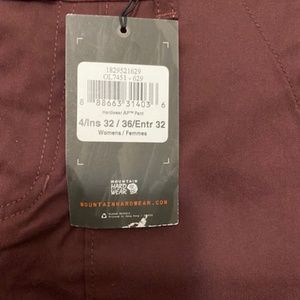 1829521629
OL7451 - 629
8 88663 31403 6
Hardwear AP™ Pant
4/Ins 32 / 36/Entr 32
Womens / Femmes
MOUNTAIN
HARD
WEAR
MOUNTAINHARDWEAR.COM